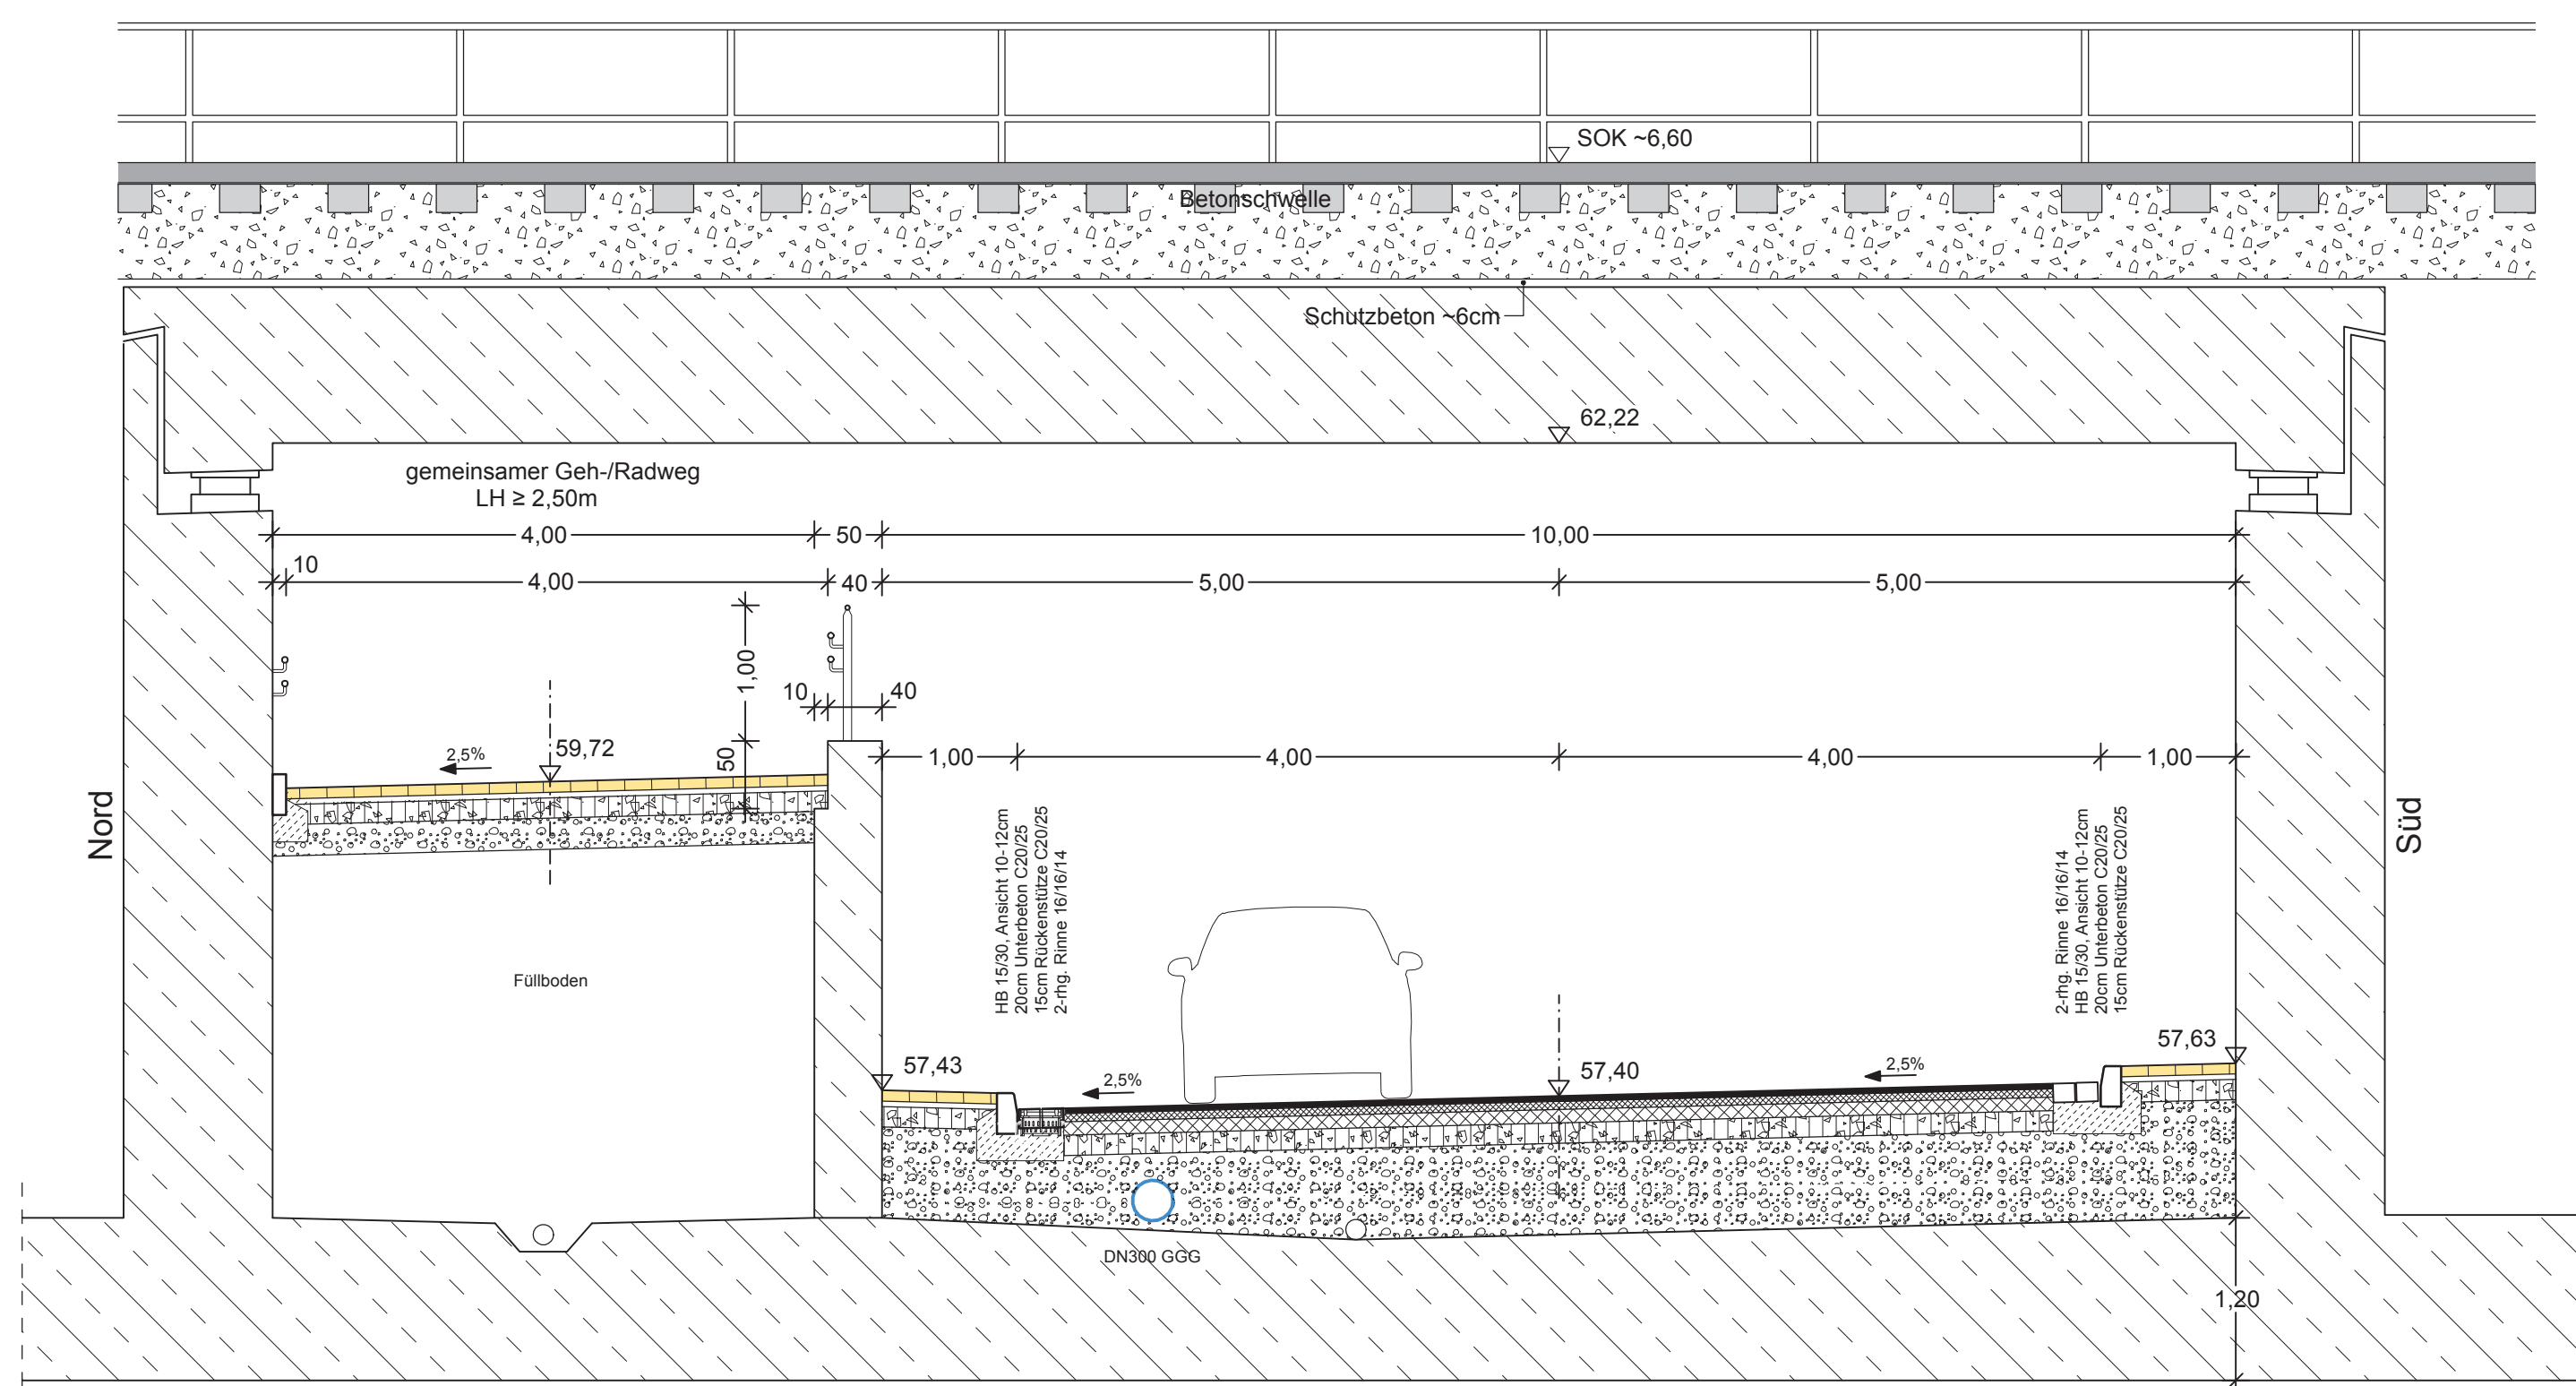 SOK ~6,60
Betonschwelle
Schutzbeton ~6cm
62,22
gemeinsamer Geh-/Radweg
LH ≥ 2,50m
4,00
50
10,00
10
4,00
40
5,00
5,00
1,00
10
40
50
2,5%
59,72
1,00
4,00
4,00
1,00
Nord
Süd
HB 15/30, Ansicht 10-12cm
20cm Unterbeton C20/25
15cm Rückenstütze C20/25
2-rhg. Rinne 16/16/14
2-rhg. Rinne 16/16/14
HB 15/30, Ansicht 10-12cm
20cm Unterbeton C20/25
15cm Rückenstütze C20/25
Füllboden
57,43
2,5%
57,40
2,5%
57,63
DN300 GGG
1,20